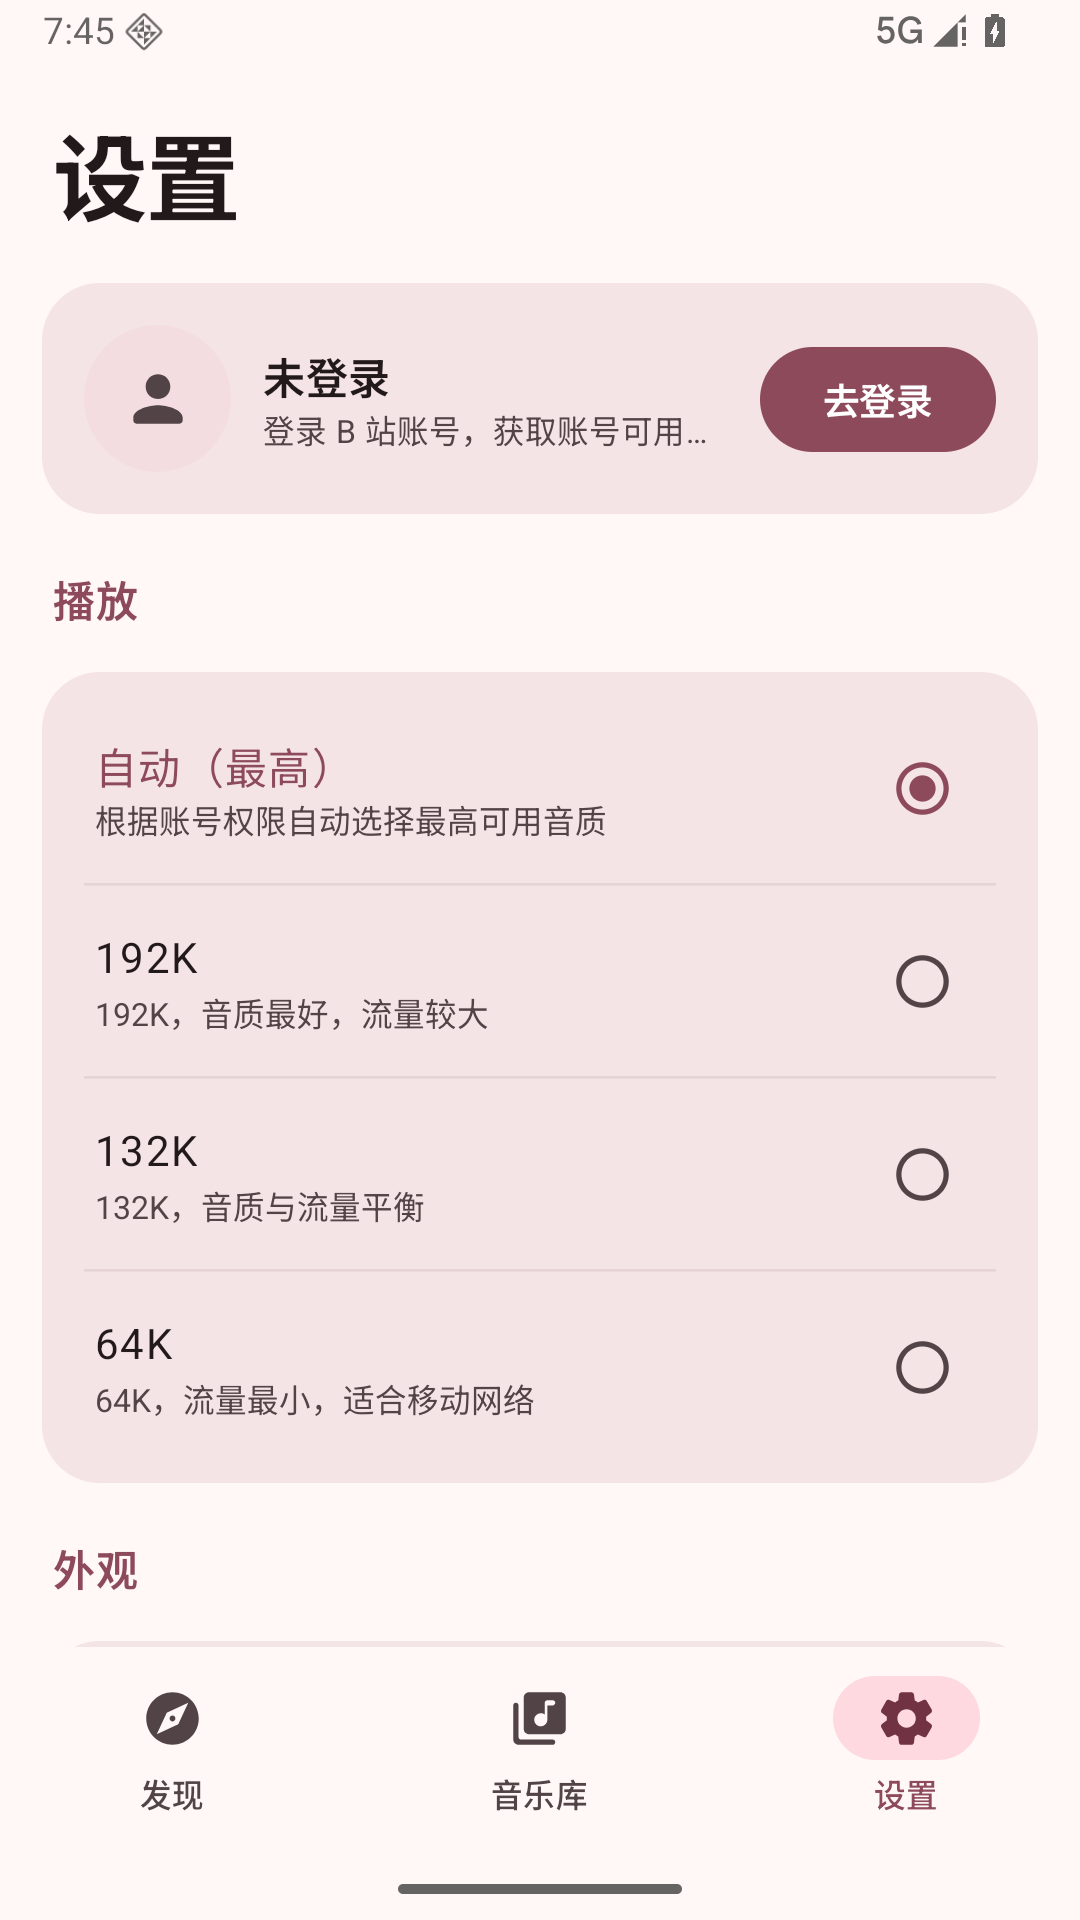 7:45
5G
设置
未登录
登录 B 站账号，获取账号可用…
去登录
播放
自动（最高）
根据账号权限自动选择最高可用音质
192K
192K，音质最好，流量较大
132K
132K，音质与流量平衡
64K
64K，流量最小，适合移动网络
外观
发现
音乐库
设置